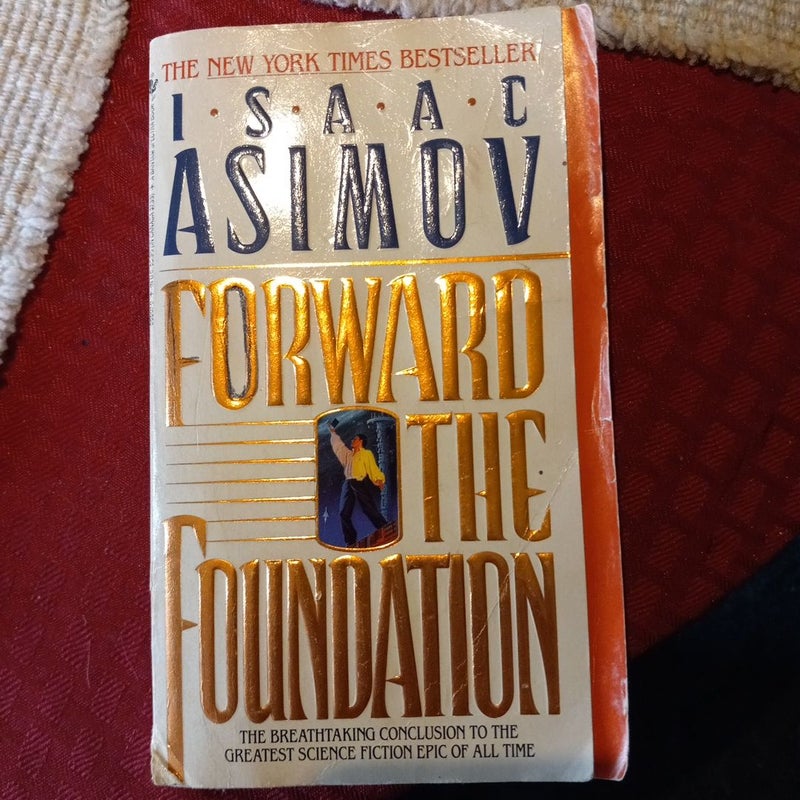 THE NEW YORK TIMES BESTSELLER
I·S·A·A·C
ASIMOV
FORWARD
THE
FOUNDATION
THE BREATHTAKING CONCLUSION TO THE
GREATEST SCIENCE FICTION EPIC OF ALL TIME